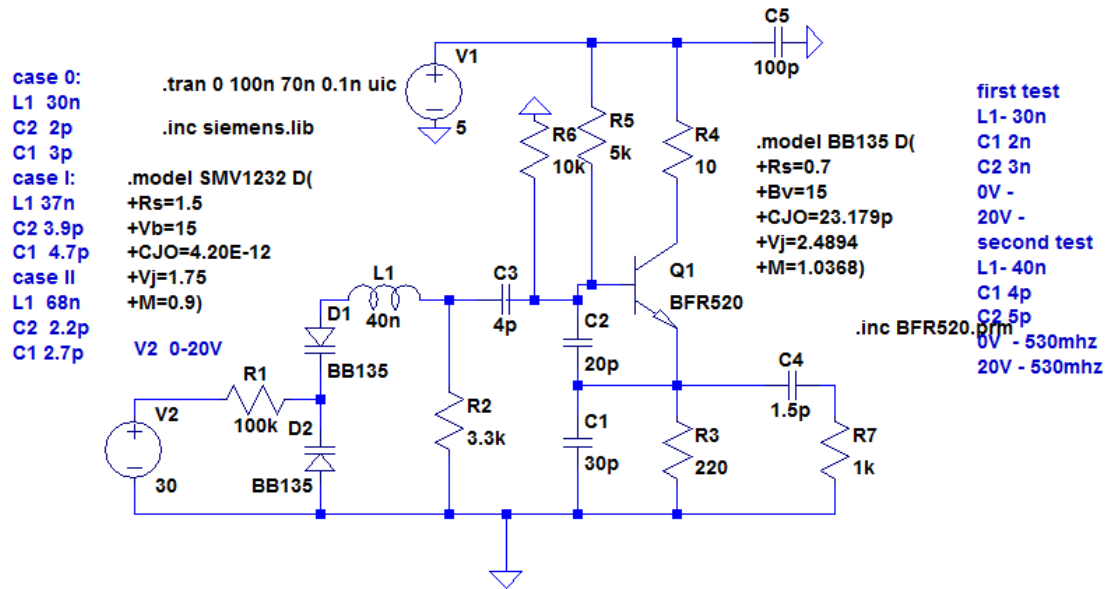 case 0:
L1 30n
C2 2p
C1 3p
case I:
L1 37n
C2 3.9p
C1 4.7p
case II
L1 68n
C2 2.2p
C1 2.7p
.tran 0 100n 70n 0.1n uic
.inc siemens.lib
.model SMV1232 D(
+Rs=1.5
+Vb=15
+CJO=4.20E-12
+Vj=1.75
+M=0.9)
V2 0-20V
V1
5
C5
100p
R6
10k
R5
5k
R4
10
.model BB135 D(
+Rs=0.7
+Bv=15
+CJO=23.179p
+Vj=2.4894
+M=1.0368)
first test
L1- 30n
C1 2n
C2 3n
0V -
20V -
second test
L1- 40n
C1 4p
C2 5p
0V - 530mhz
20V - 530mhz
.inc BFR520.prm
L1
40n
C3
4p
Q1
BFR520
D1
BB135
C2
20p
R1
100k
D2
BB135
V2
30
R2
3.3k
C1
30p
R3
220
C4
1.5p
R7
1k